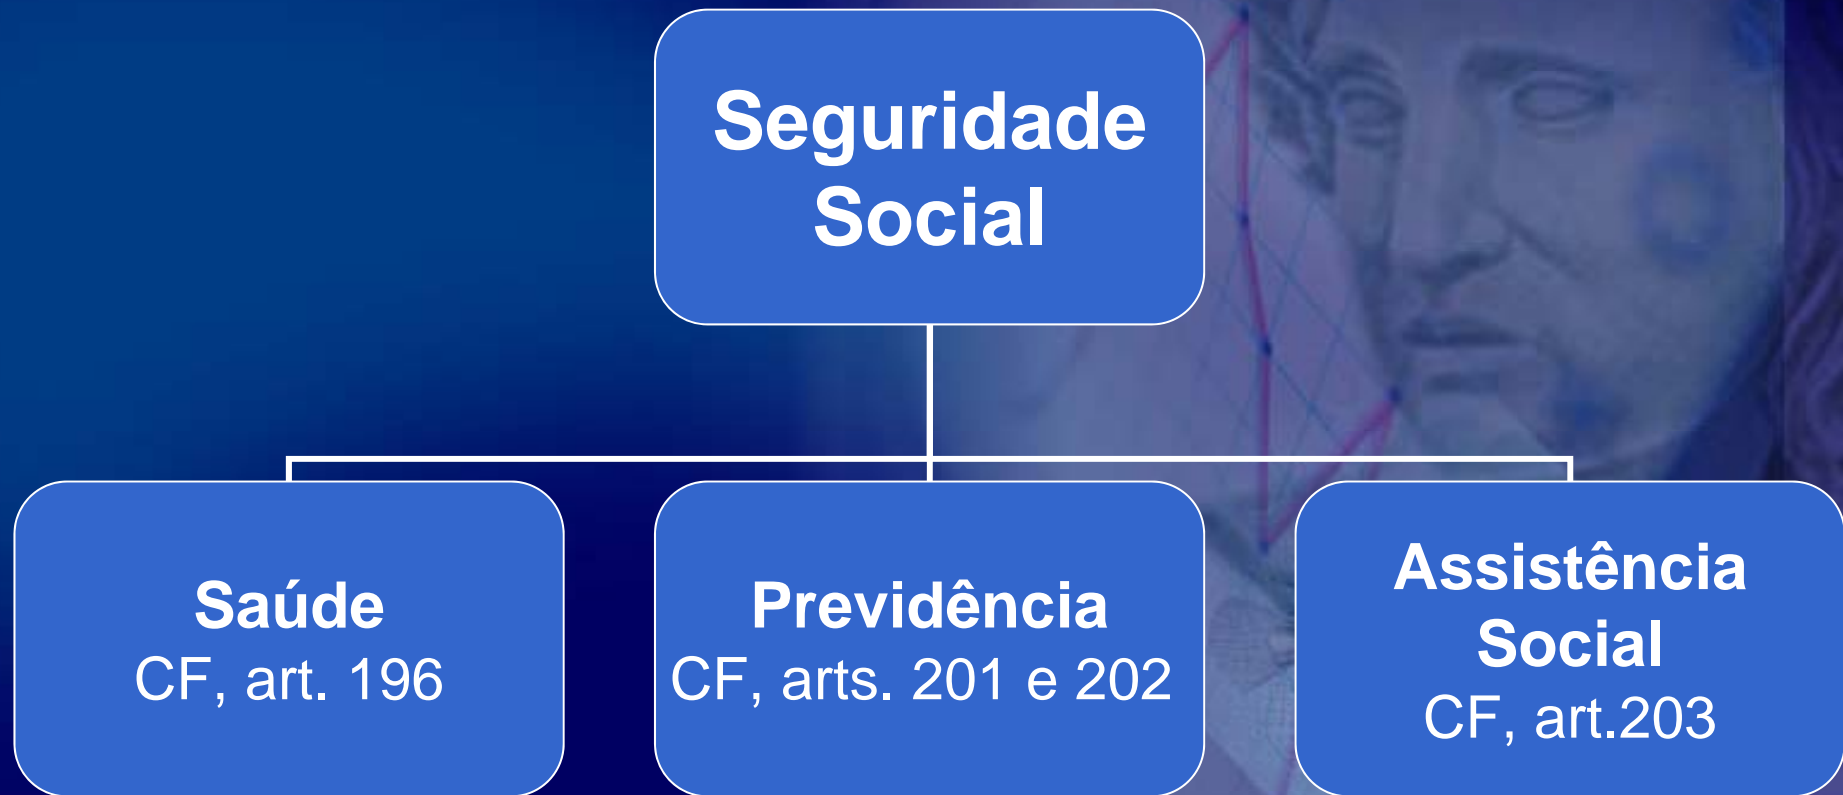 Seguridade
Social
Saúde
CF, art. 196
Previdência
CF, arts. 201 e 202
Assistência
Social
CF, art.203